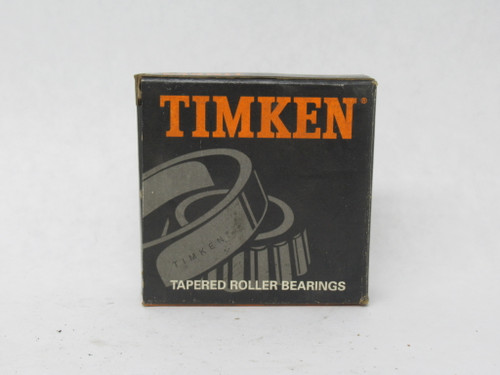 TIMKEN®
TIMKEN
TAPERED ROLLER BEARINGS